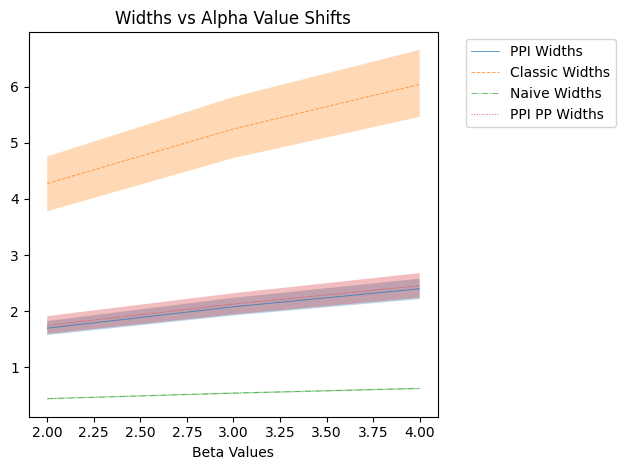 Widths vs Alpha Value Shifts
PPI Widths
Classic Widths
Naive Widths
PPI PP Widths
6
5
4
3
2
1
2.00 2.25 2.50 2.75 3.00 3.25 3.50 3.75 4.00
Beta Values